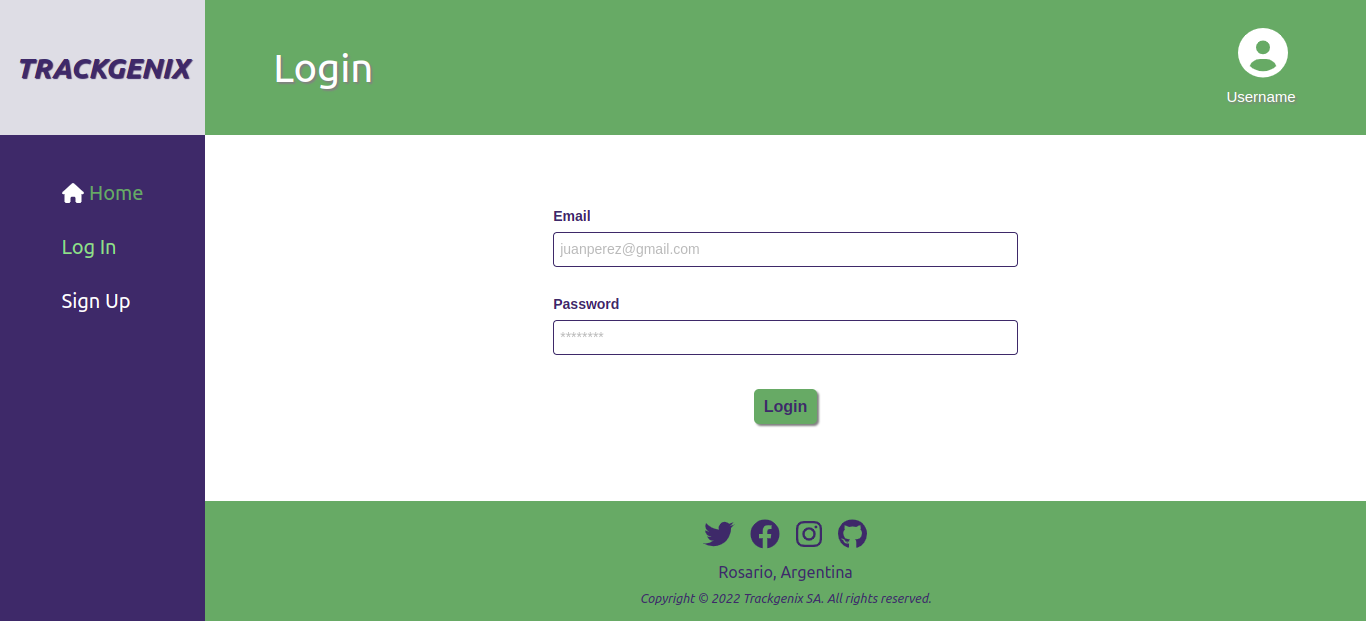 TRACKGENIX
Login
Username
Home
Log In
Sign Up
Email
juanperez@gmail.com
Password
********
Login
Rosario, Argentina
Copyright © 2022 Trackgenix SA. All rights reserved.